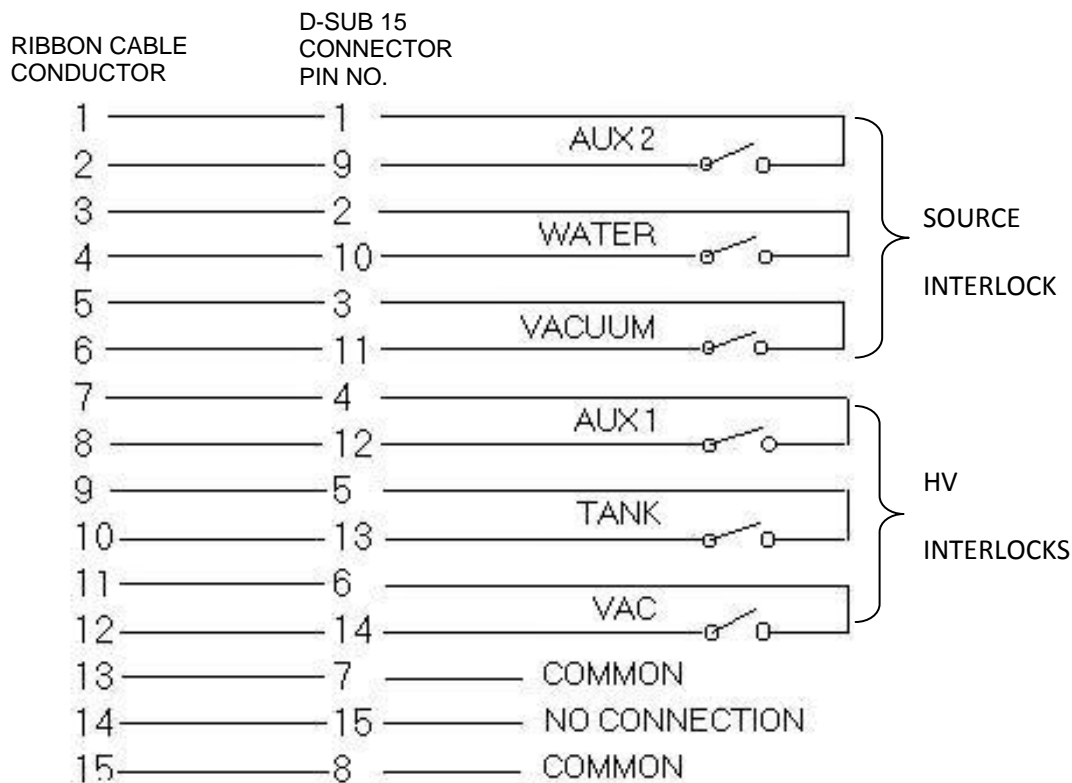 RIBBON CABLE
CONDUCTOR
D-SUB 15
CONNECTOR
PIN NO.
1 1
AUX 2
2 9
3 2
WATER
4 10
5 3
VACUUM
6 11
SOURCE
INTERLOCK
7 4
AUX 1
8 12
9 5
TANK
10 13
11 6
VAC
12 14
HV
INTERLOCKS
13 7 COMMON
14 15 NO CONNECTION
15 8 COMMON